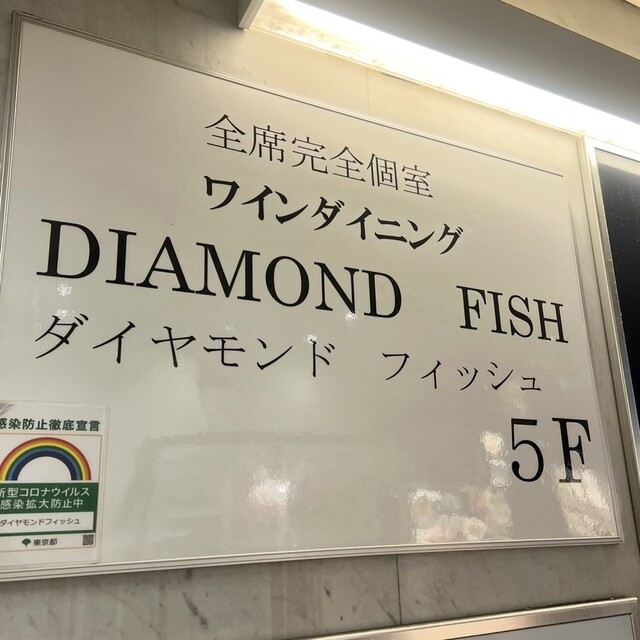 全席完全個室
ワインダイニング
DIAMOND FISH
ダイヤモンド フィッシュ
5F
感染防止徹底宣言
新型コロナウイルス
感染拡大防止中
ダイヤモンドフィッシュ
東京都